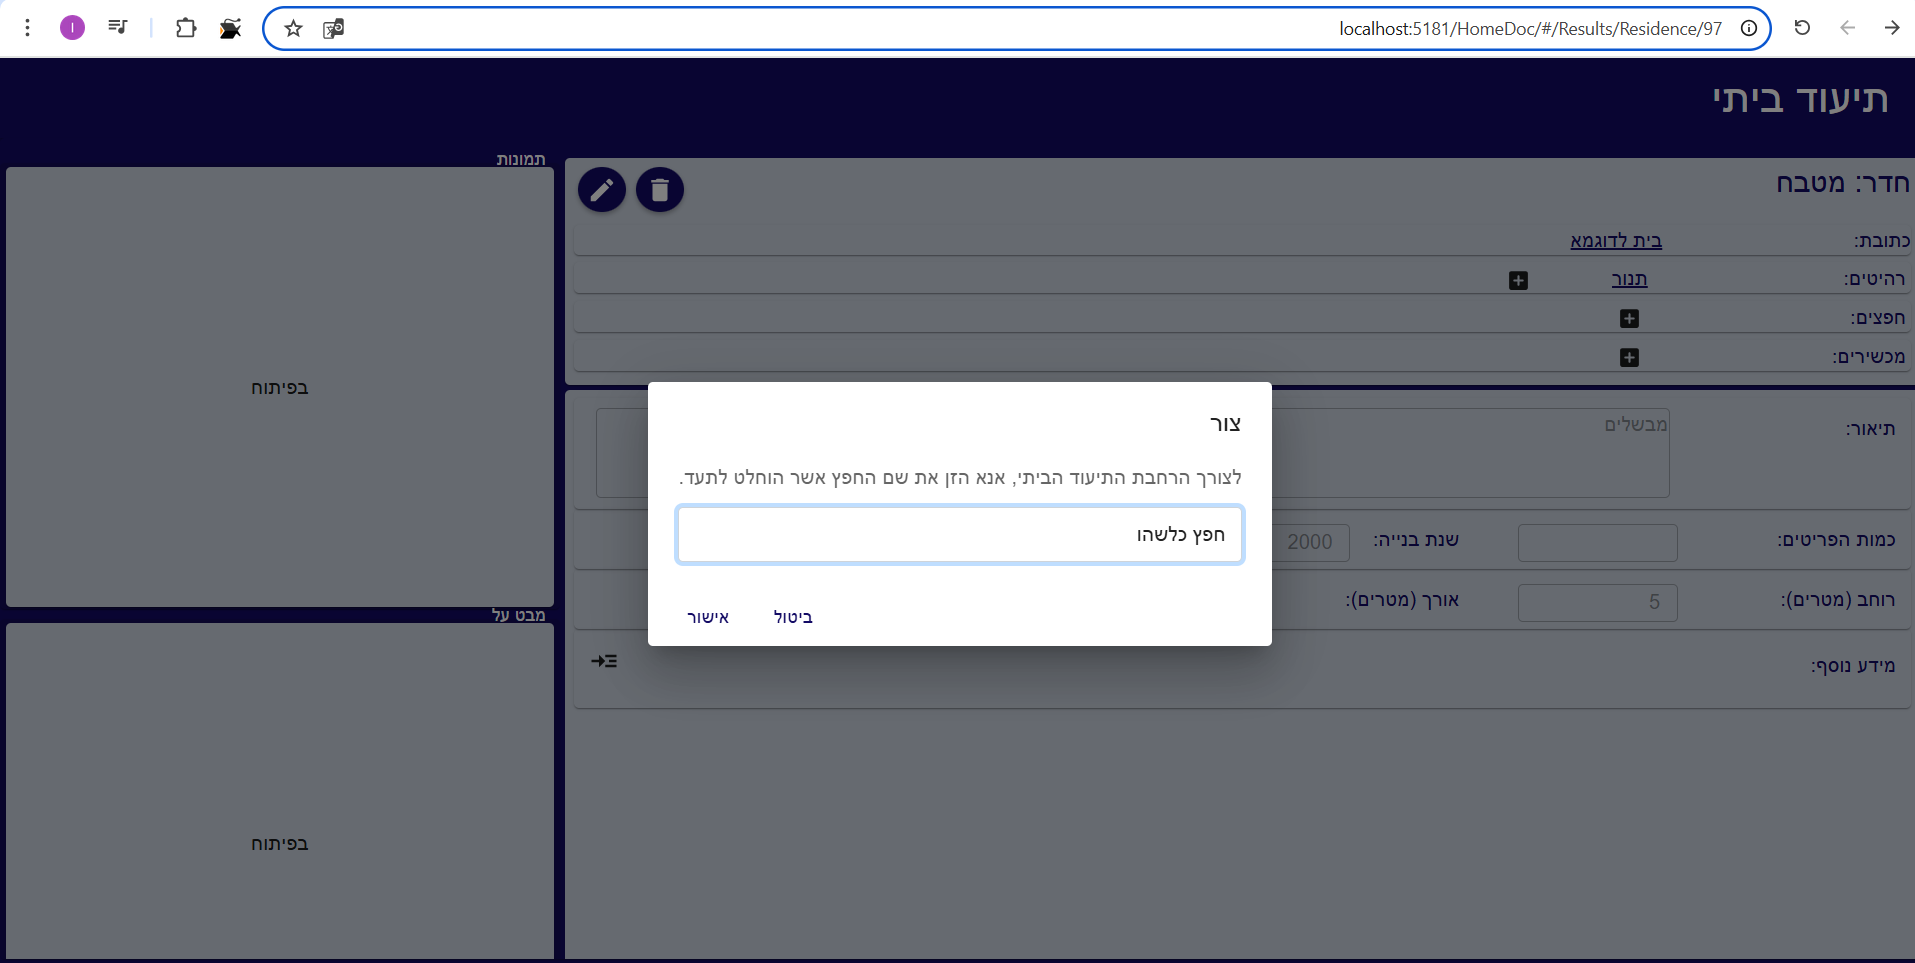 localhost:5181/HomeDoc/#/Results/Residence/97
I
תיעוד ביתי
חדר: מטבח
כתובת: בית לדוגמא
רהיטים: תנור
חפצים:
מכשירים:
תיאור: מבשלים
כמות הפריטים: שנת בנייה: 2000
רוחב (מטרים): 5 אורך (מטרים):
מידע נוסף:
תמונות
בפיתוח
מבט על
בפיתוח
צור
לצורך הרחבת התיעוד הביתי, אנא הזן את שם החפץ אשר הוחלט לתעד.
חפץ כלשהו
ביטול אישור